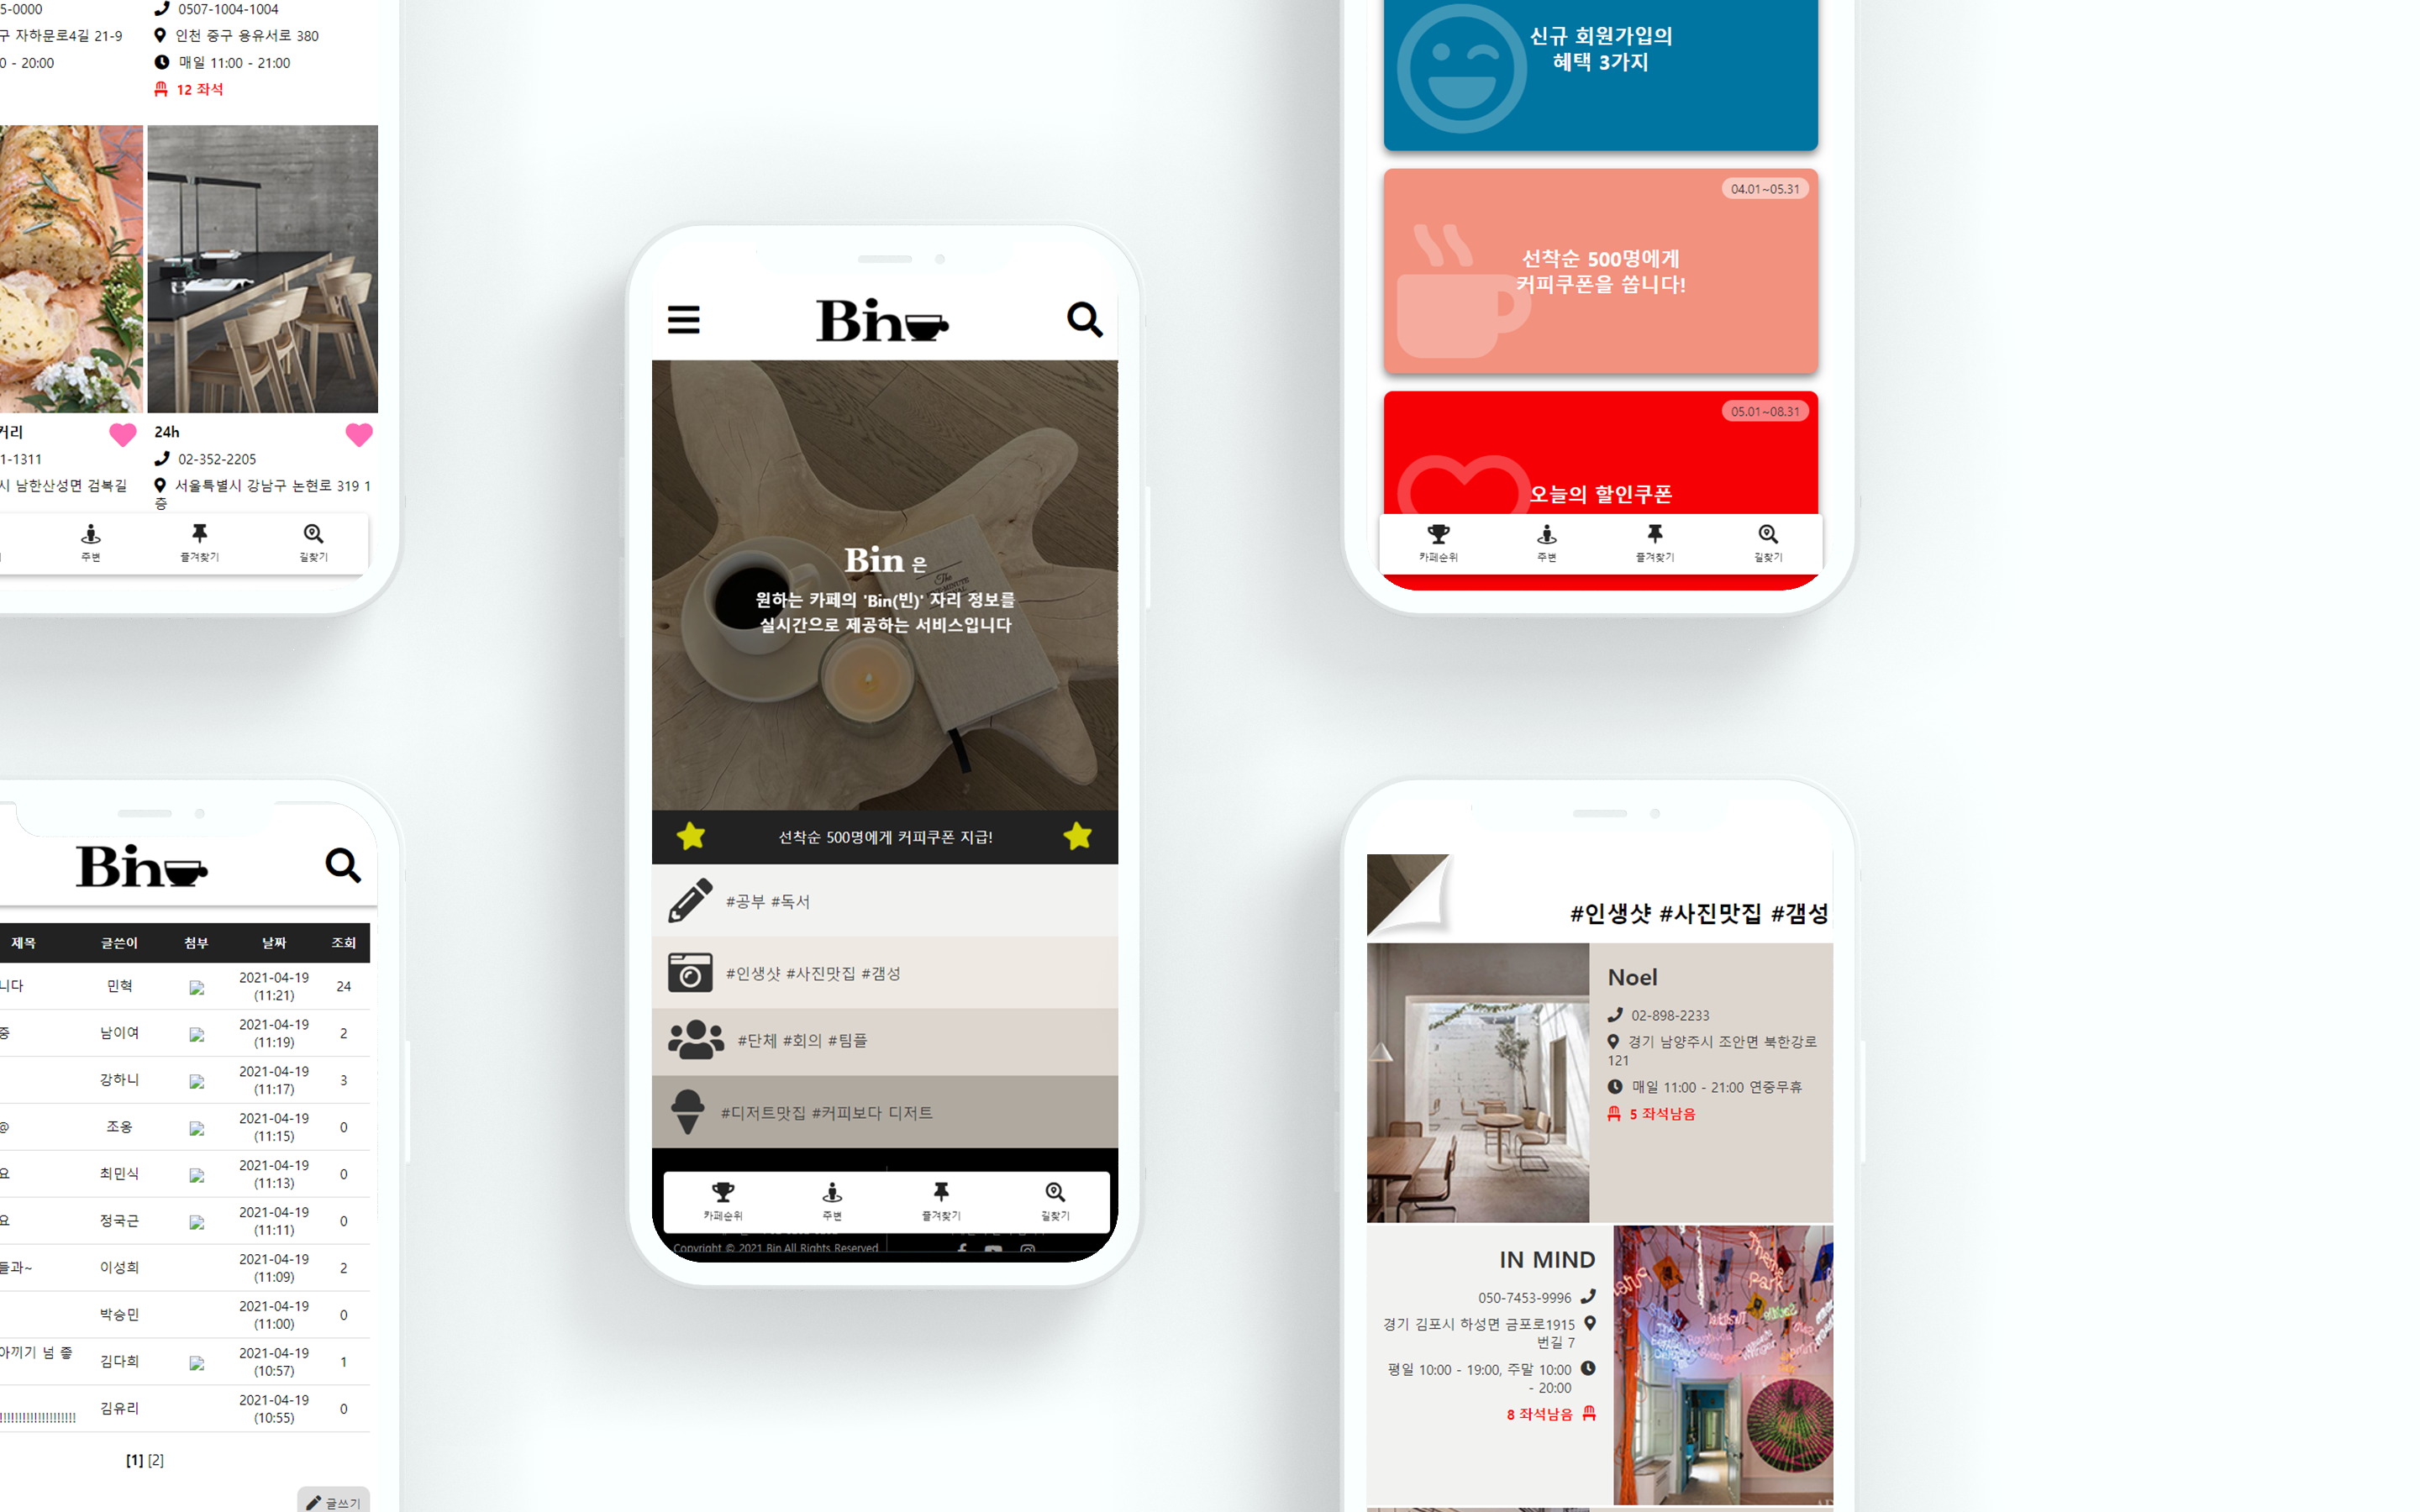 5-0000
구 자하문로4길 21-9
0 - 20:00
0507-1004-1004
인천 중구 용유서로 380
매일 11:00 - 21:00
12 좌석
커리
1-1311
시 남한산성면 검복길
24h
02-352-2205
서울특별시 강남구 논현로 319 1
층
주변
즐겨찾기
길찾기
Bin
제목 글쓴이 첨부 날짜 조회
니다 민혁 2021-04-19 (11:21) 24
중 남이여 2021-04-19 (11:19) 2
강하니 2021-04-19 (11:17) 3
@ 조옹 2021-04-19 (11:15) 0
요 최민식 2021-04-19 (11:13) 0
요 정국근 2021-04-19 (11:11) 0
들과~ 이성희 2021-04-19 (11:09) 2
박승민 2021-04-19 (11:00) 0
아끼기 넘 좋 김다희 2021-04-19 (10:57) 1
!!!!!!!!!!!!!!!!!!!! 김유리 2021-04-19 (10:55) 0
[1] [2]
글쓰기
Bin
Bin 은
원하는 카페의 'Bin(빈)' 자리 정보를
실시간으로 제공하는 서비스입니다
선착순 500명에게 커피쿠폰 지급!
#공부 #독서
#인생샷 #사진맛집 #갬성
#단체 #회의 #팀플
#디저트맛집 #커피보다 디저트
카페순위
주변
즐겨찾기
길찾기
Copyright © 2021 Bin All Rights Reserved
신규 회원가입의
혜택 3가지
04.01~05.31
선착순 500명에게
커피쿠폰을 쏩니다!
05.01~08.31
오늘의 할인쿠폰
카페순위
주변
즐겨찾기
길찾기
#인생샷 #사진맛집 #갬성
Noel
02-898-2233
경기 남양주시 조안면 북한강로
121
매일 11:00 - 21:00 연중무휴
5 좌석남음
IN MIND
050-7453-9996
경기 김포시 하성면 금포로1915
번길 7
평일 10:00 - 19:00, 주말 10:00
- 20:00
8 좌석남음